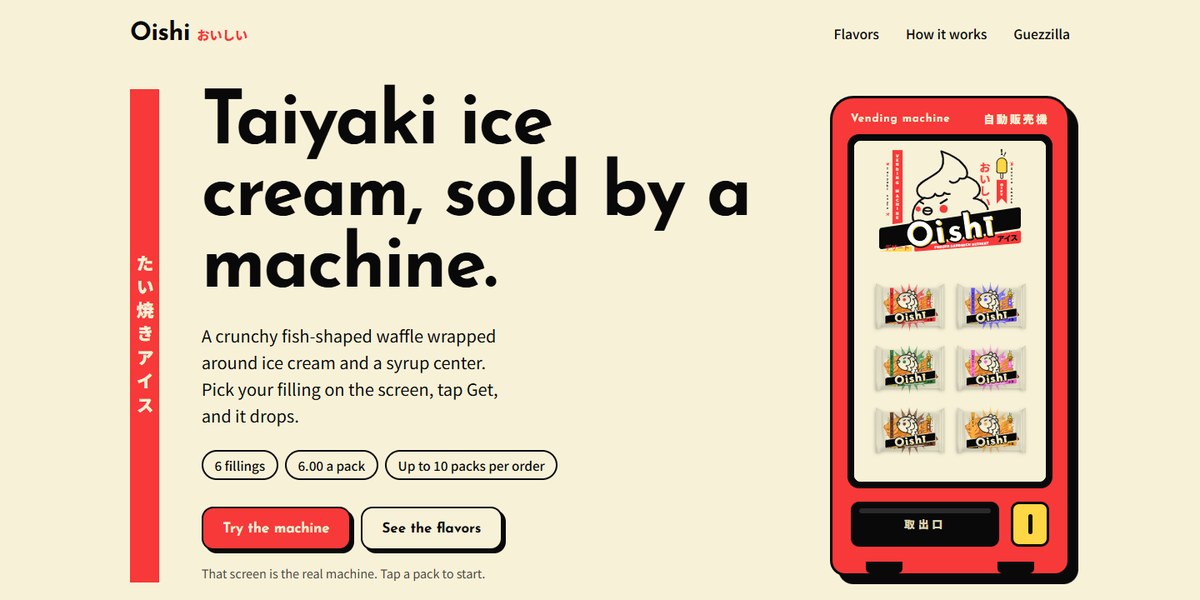 Oishi おいしい
Flavors
How it works
Guezzilla
たい焼きアイス
Taiyaki ice
cream, sold by a
machine.
A crunchy fish-shaped waffle wrapped
around ice cream and a syrup center.
Pick your filling on the screen, tap Get,
and it drops.
6 fillings
6.00 a pack
Up to 10 packs per order
Try the machine
See the flavors
That screen is the real machine. Tap a pack to start.
Vending machine
自動販売機
おいしい
Oishi
アイス
Oishi
Oishi
Oishi
Oishi
Oishi
Oishi
取出口